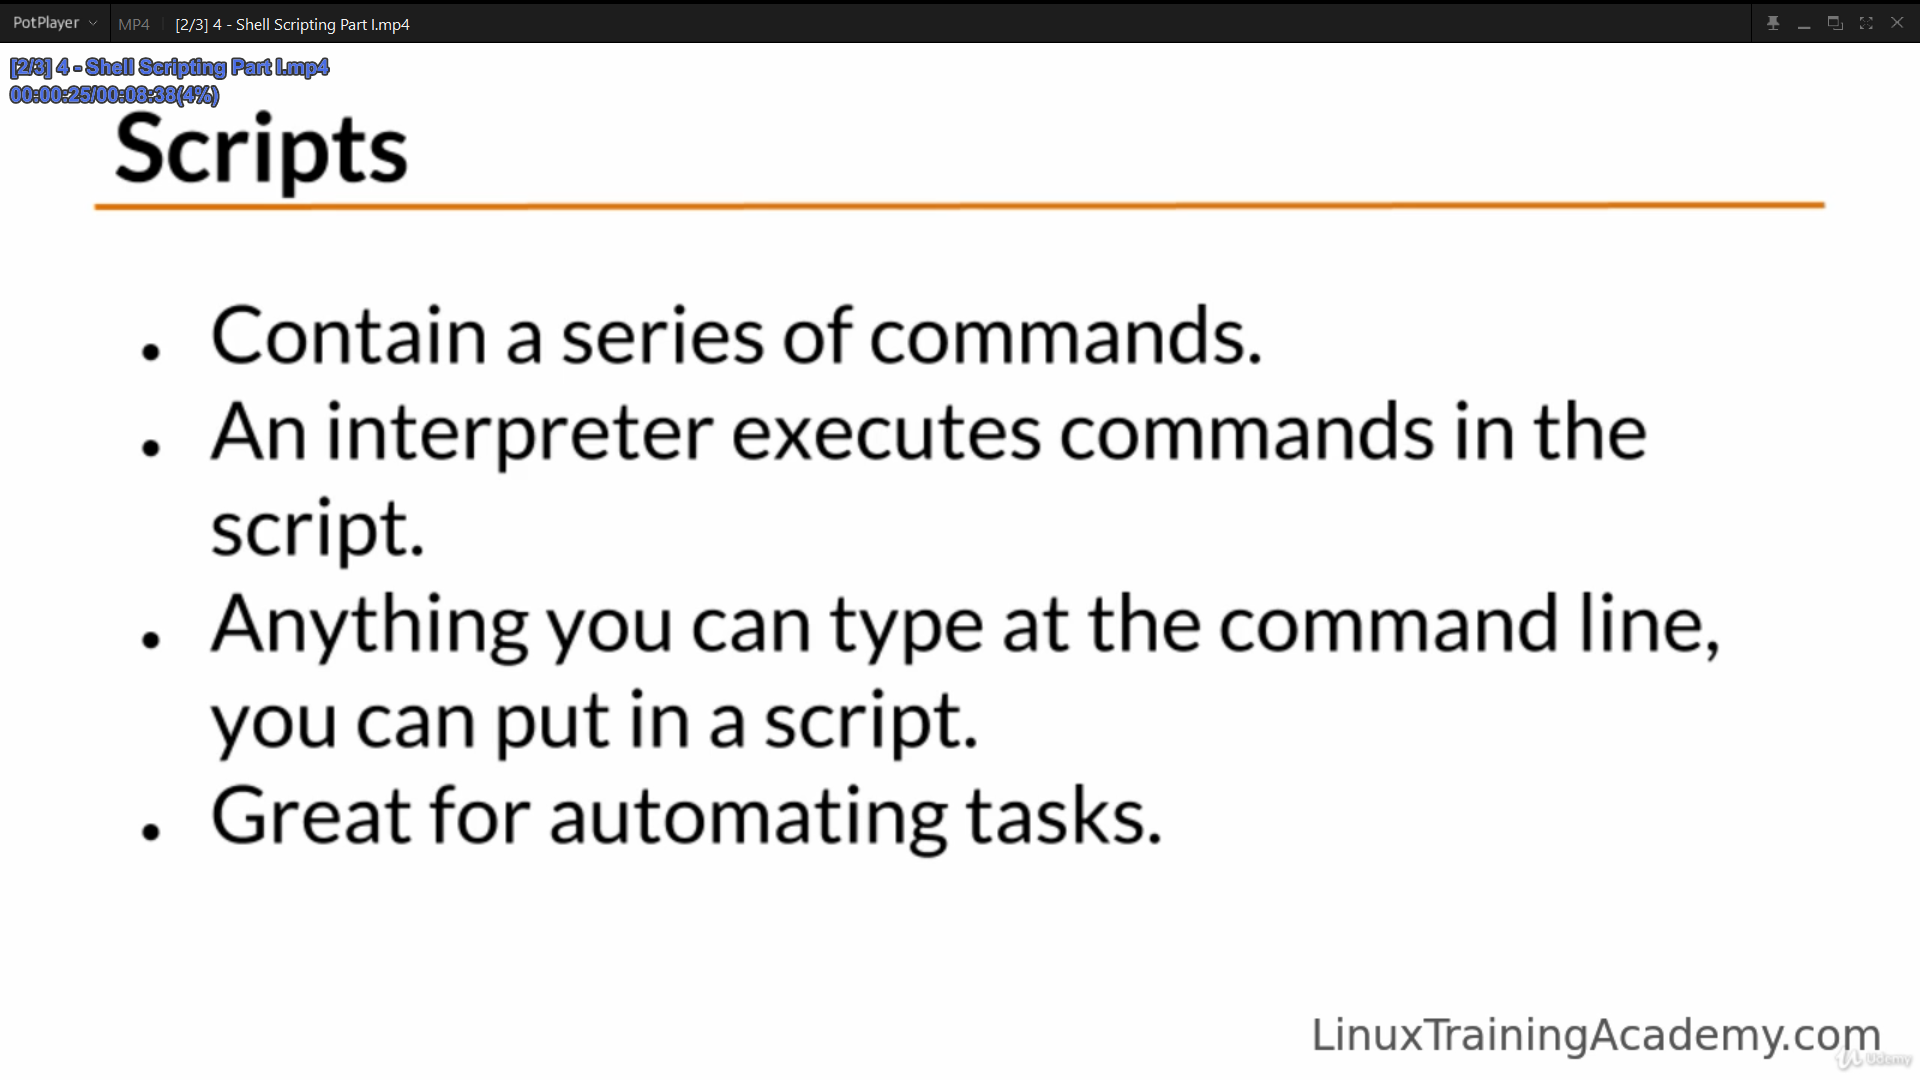 PotPlayer
MP4
[2/3] 4 - Shell Scripting Part I.mp4
[2/3] 4 - Shell Scripting Part I.mp4
00:00:25/00:08:38(4%)
Scripts
• Contain a series of commands.
• An interpreter executes commands in the
script.
• Anything you can type at the command line,
you can put in a script.
• Great for automating tasks.
LinuxTrainingAcademy.com
Udemy